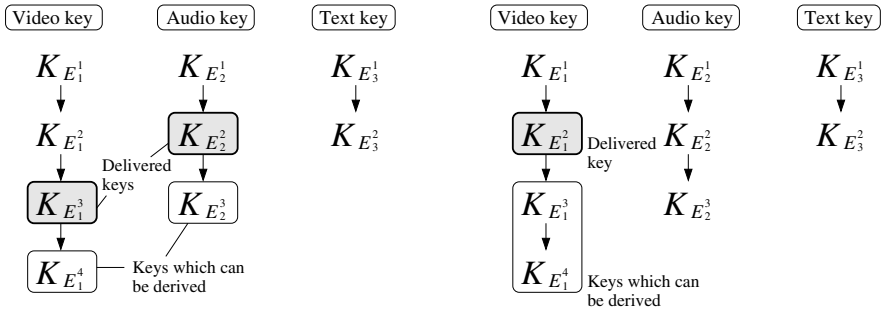 Video key Audio key Text key Video key Audio key Text key
K_{E_1^1} K_{E_2^1} K_{E_3^1} K_{E_1^1} K_{E_2^1} K_{E_3^1}
K_{E_1^2} K_{E_2^2} K_{E_3^2} K_{E_1^2} K_{E_2^2} K_{E_3^2}
Delivered
keys
Delivered
key
K_{E_1^3} K_{E_2^3} K_{E_1^3} K_{E_2^3}
K_{E_1^4} K_{E_1^4}
Keys which can
be derived
Keys which can
be derived